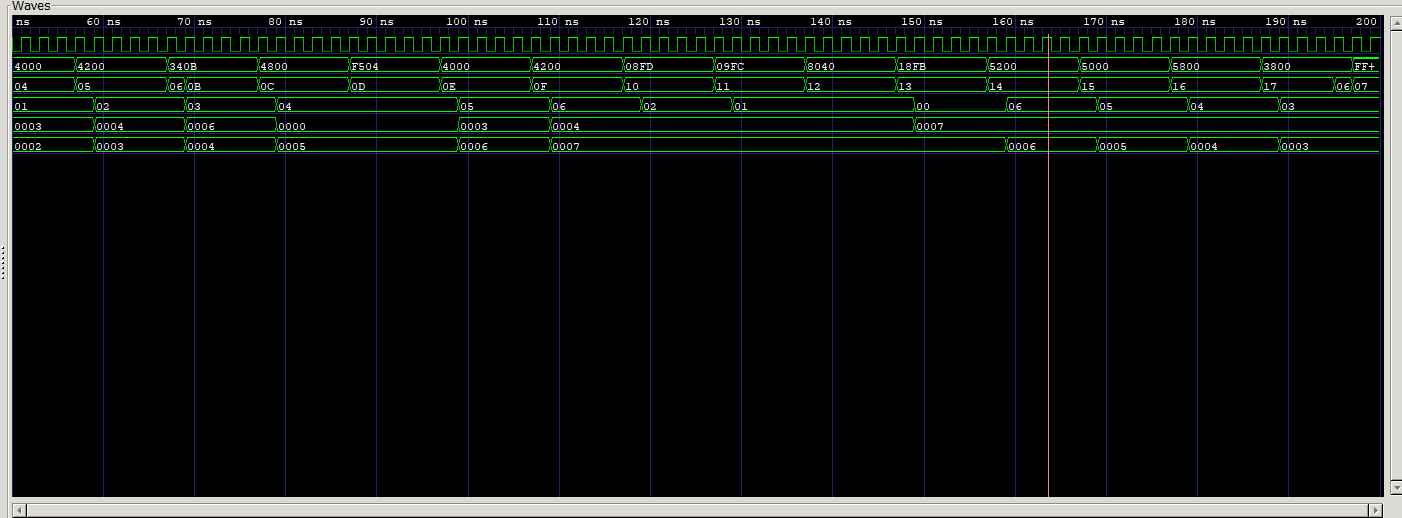 Waves
ns 60 ns 70 ns 80 ns 90 ns 100 ns 110 ns 120 ns 130 ns 140 ns 150 ns 160 ns 170 ns 180 ns 190 ns 200
4000 4200 340B 4800 F504 4000 4200 08FD 09FC 8040 18FB 5200 5000 5800 3800 FF+
04 05 06 0B 0C 0D 0E 0F 10 11 12 13 14 15 16 17 06 07
01 02 03 04 05 06 02 01 00 06 05 04 03
0003 0004 0006 0000 0003 0004 0007
0002 0003 0004 0005 0006 0007 0006 0005 0004 0003